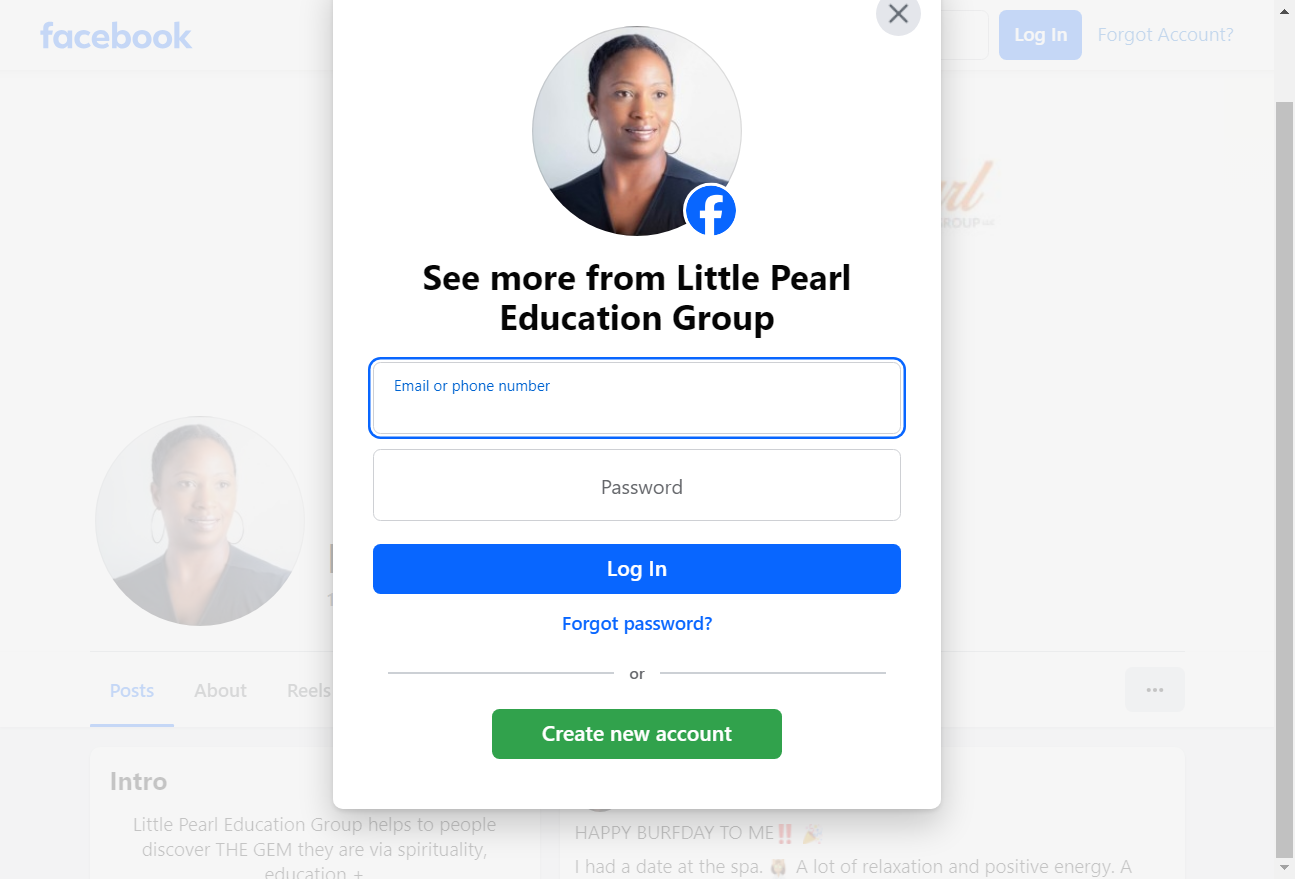 facebook
Log In
Forgot Account?
GROUP
See more from Little Pearl
Education Group
Email or phone number
Password
Log In
Forgot password?
or
Create new account
Posts
About
Reels
Intro
Little Pearl Education Group helps to people
discover THE GEM they are via spirituality,
education +
HAPPY BURFDAY TO ME‼️ 🎉
I had a date at the spa. 💆🏽 A lot of relaxation and positive energy. A